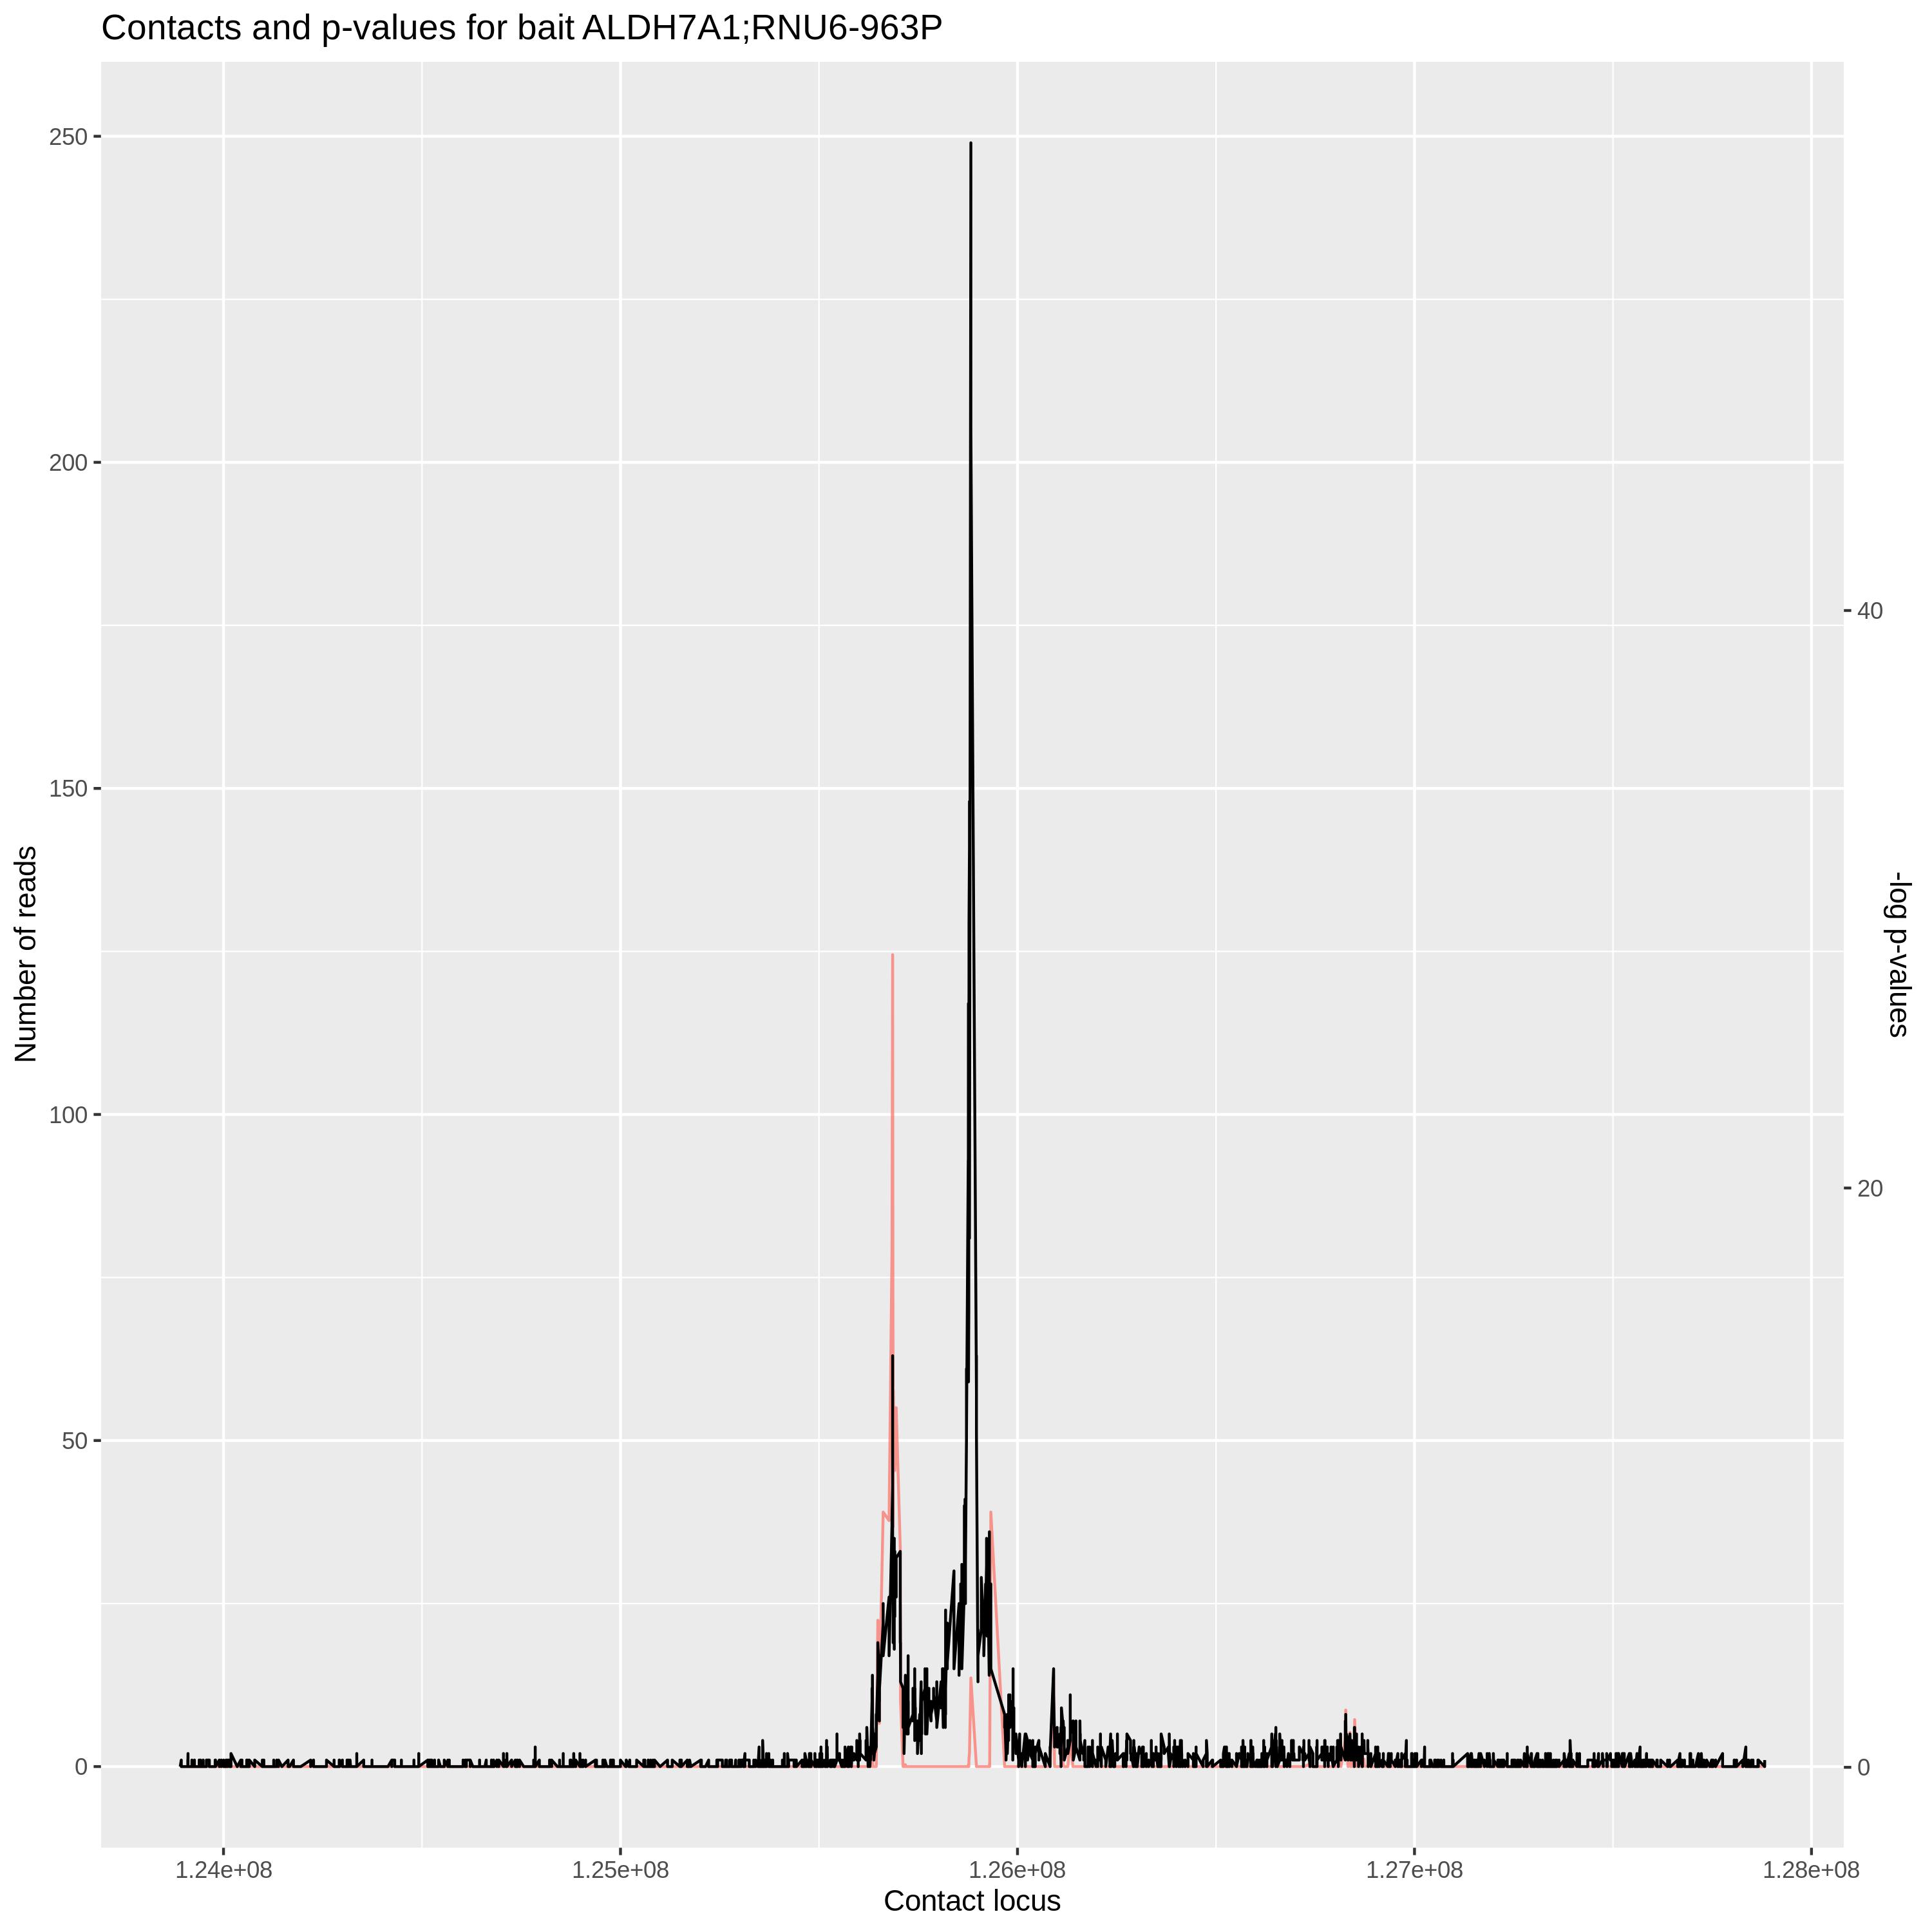 Contacts and p-values for bait ALDH7A1;RNU6-963P
250
200
150
100
50
0
Number of reads
40
20
0
-log p-values
1.24e+08
1.25e+08
1.26e+08
1.27e+08
1.28e+08
Contact locus